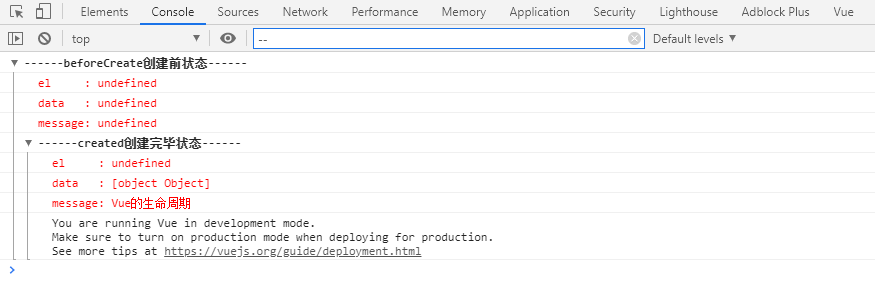 Elements Console Sources Network Performance Memory Application Security Lighthouse Adblock Plus Vue
top -- Default levels
------beforeCreate创建前状态------
el : undefined
data : undefined
message: undefined
------created创建完毕状态------
el : undefined
data : [object Object]
message: Vue的生命周期
You are running Vue in development mode.
Make sure to turn on production mode when deploying for production.
See more tips at https://vuejs.org/guide/deployment.html